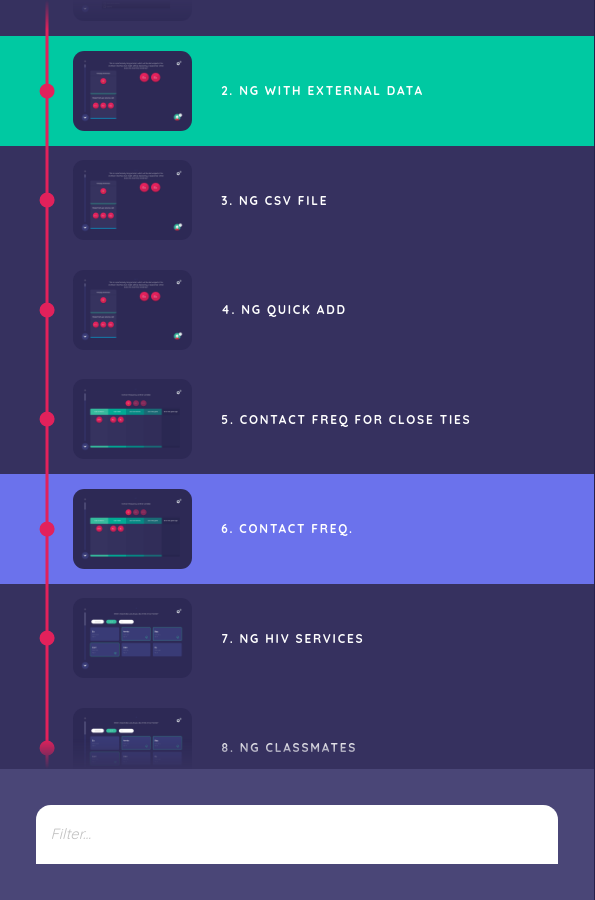 2. NG WITH EXTERNAL DATA
3. NG CSV FILE
4. NG QUICK ADD
5. CONTACT FREQ FOR CLOSE TIES
6. CONTACT FREQ.
7. NG HIV SERVICES
8. NG CLASSMATES
Filter...